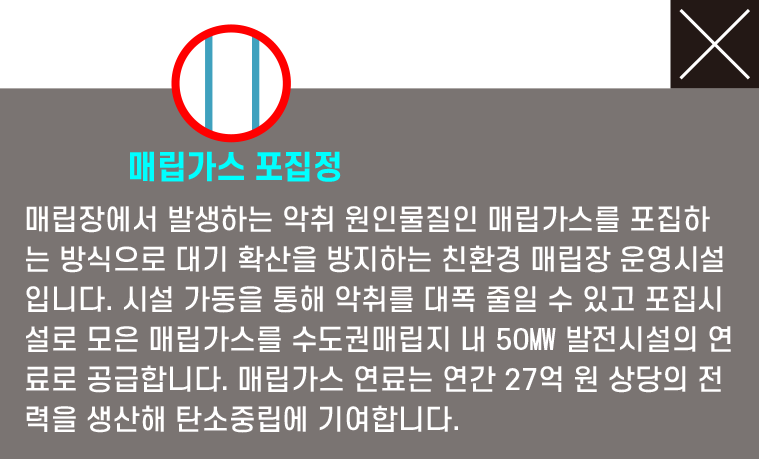 매립가스 포집정
매립장에서 발생하는 악취 원인물질인 매립가스를 포집하
는 방식으로 대기 확산을 방지하는 친환경 매립장 운영시설
입니다. 시설 가동을 통해 악취를 대폭 줄일 수 있고 포집시
설로 모은 매립가스를 수도권매립지 내 50㎿ 발전시설의 연
료로 공급합니다. 매립가스 연료는 연간 27억 원 상당의 전
력을 생산해 탄소중립에 기여합니다.